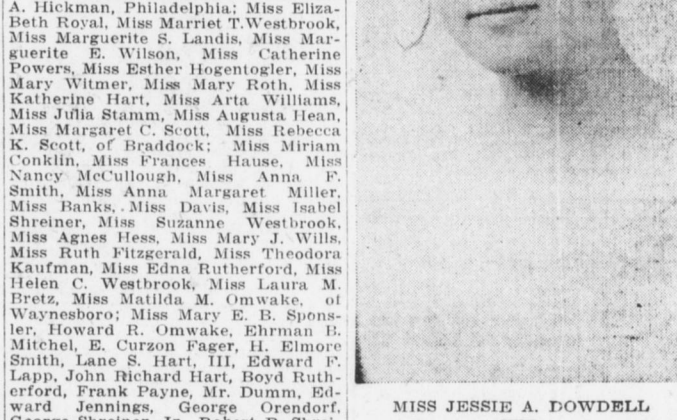 A. Hickman, Philadelphia; Miss Eliza-
Beth Royal, Miss Marriet T. Westbrook,
Miss Marguerite S. Landis, Miss Mar-
guerite E. Wilson, Miss Catherine
Powers, Miss Esther Hogentogler, Miss
Mary Witmer, Miss Mary Roth, Miss
Katherine Hart, Miss Arta Williams,
Miss Julia Stamm, Miss Augusta Hean,
Miss Margaret C. Scott, Miss Rebecca
K. Scott, of Braddock; Miss Miriam
Conklin, Miss Frances Hause, Miss
Nancy McCullough, Miss Anna F.
Smith, Miss Anna Margaret Miller,
Miss Banks, Miss Davis, Miss Isabel
Shreiner, Miss Suzanne Westbrook,
Miss Agnes Hess, Miss Mary J. Wills,
Miss Ruth Fitzgerald, Miss Theodora
Kaufman, Miss Edna Rutherford, Miss
Helen C. Westbrook, Miss Laura M.
Bretz, Miss Matilda M. Omwake, of
Waynesboro; Miss Mary E. B. Spons-
ler, Howard R. Omwake, Ehrman B.
Mitchel, E. Curzon Fager, H. Elmore
Smith, Lane S. Hart, III, Edward F.
Lapp, John Richard Hart, Boyd Ruth-
erford, Frank Payne, Mr. Dumm, Ed-
ward Jennings, George Orendorf,
MISS JESSIE A. DOWDELL